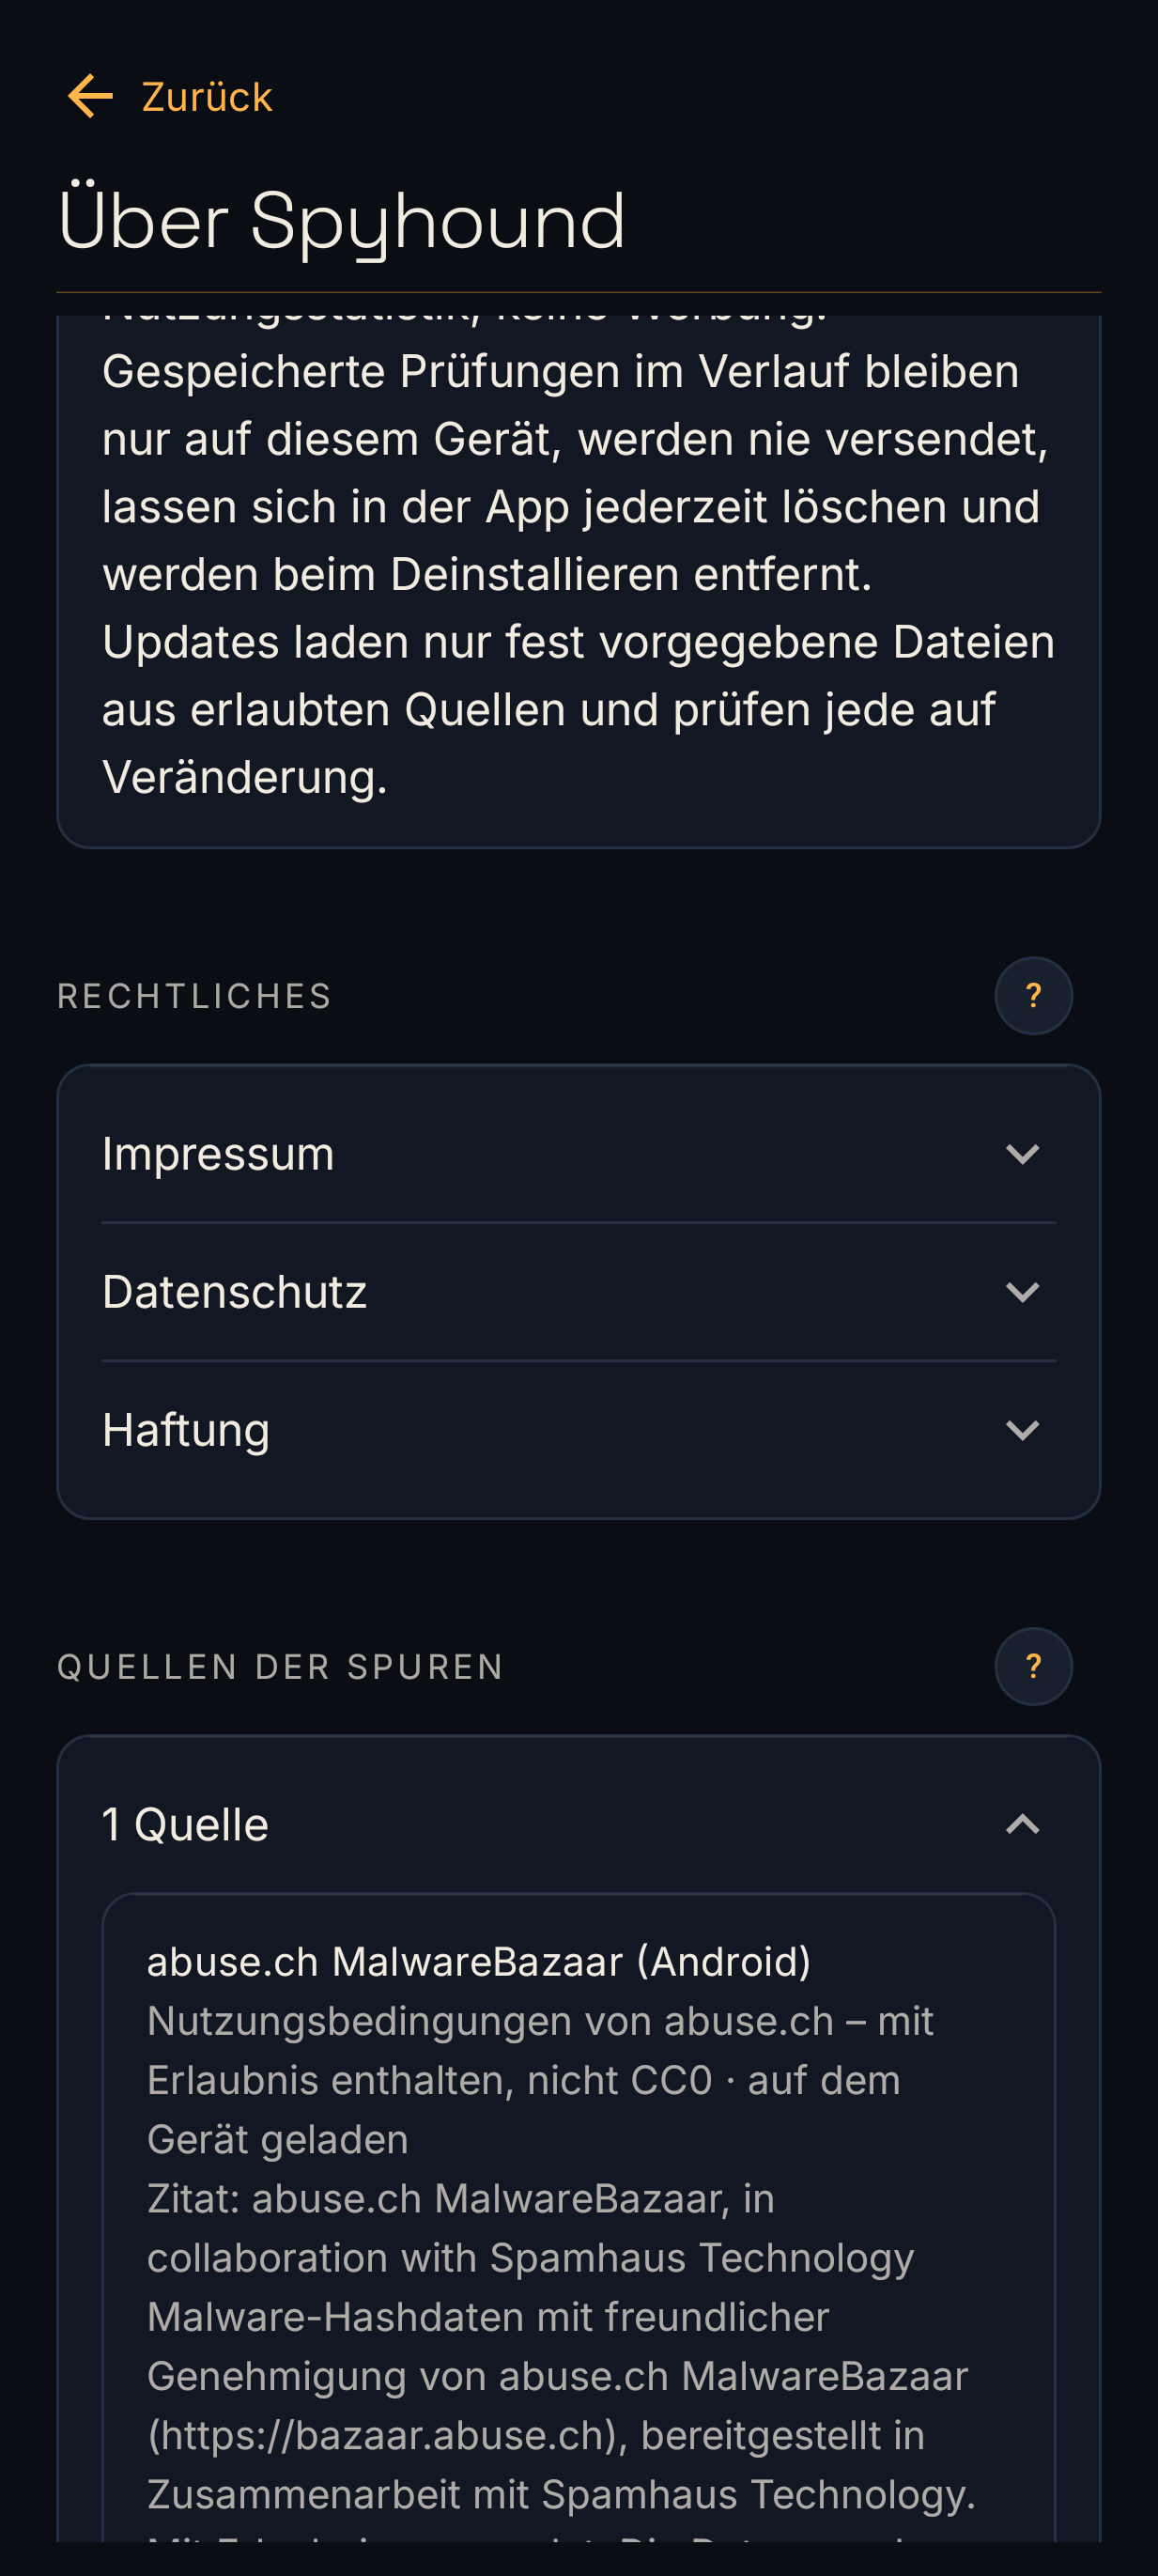 Zurück
Über Spyhound
Gespeicherte Prüfungen im Verlauf bleiben
nur auf diesem Gerät, werden nie versendet,
lassen sich in der App jederzeit löschen und
werden beim Deinstallieren entfernt.
Updates laden nur fest vorgegebene Dateien
aus erlaubten Quellen und prüfen jede auf
Veränderung.
RECHTLICHES
?
Impressum
Datenschutz
Haftung
QUELLEN DER SPUREN
?
1 Quelle
abuse.ch MalwareBazaar (Android)
Nutzungsbedingungen von abuse.ch – mit
Erlaubnis enthalten, nicht CC0 · auf dem
Gerät geladen
Zitat: abuse.ch MalwareBazaar, in
collaboration with Spamhaus Technology
Malware-Hashdaten mit freundlicher
Genehmigung von abuse.ch MalwareBazaar
(https://bazaar.abuse.ch), bereitgestellt in
Zusammenarbeit mit Spamhaus Technology.